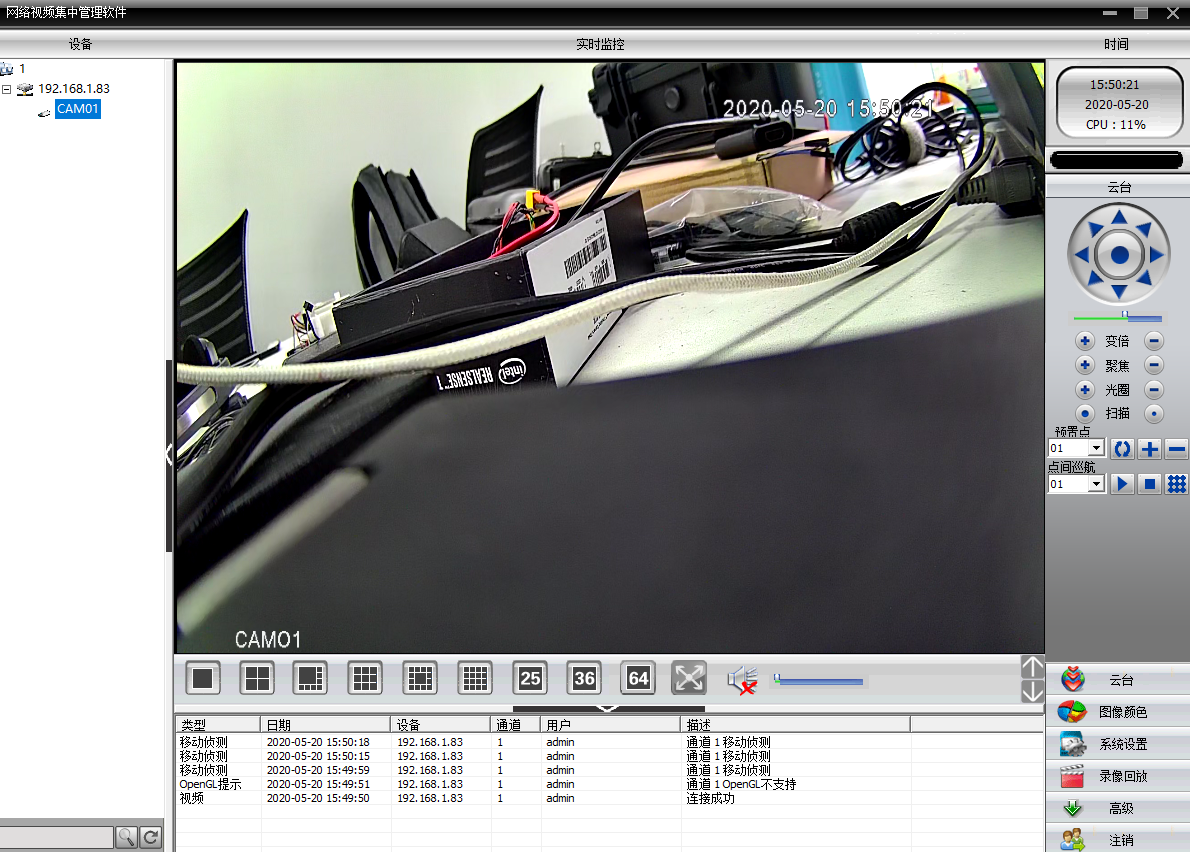 网络视频集中管理软件
设备
实时监控
时间
1
192.168.1.83
CAM01
2020-05-20 15:50:21
intel
REALSENSE™
CAM01
15:50:21
2020-05-20
CPU : 11%
云台
变倍
聚焦
光圈
扫描
预置点
01
点间巡航
01
25 36 64
云台
图像颜色
系统设置
录像回放
高级
注销
类型 日期 设备 通道 用户 描述
移动侦测 2020-05-20 15:50:18 192.168.1.83 1 admin 通道 1 移动侦测
移动侦测 2020-05-20 15:50:15 192.168.1.83 1 admin 通道 1 移动侦测
移动侦测 2020-05-20 15:49:59 192.168.1.83 1 admin 通道 1 移动侦测
OpenGL提示 2020-05-20 15:49:51 192.168.1.83 1 admin 通道 1 OpenGL不支持
视频 2020-05-20 15:49:50 192.168.1.83 1 admin 连接成功